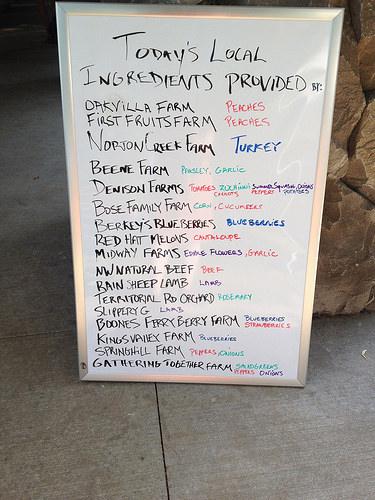 TODAY'S LOCAL
INGREDIENTS PROVIDED BY:
OAKVILLA FARM PEACHES
FIRST FRUITS FARM PEACHES
NORTON CREEK FARM TURKEY
BEENE FARM PARSLEY, GARLIC
DENISON FARMS TOMATOES ZUCHINNI SUMMER SQUASH, ONIONS
CARROTS PEPPERS POTATOES
BOSE FAMILY FARM CORN, CUCUMBERS
BERKEY'S BLUEBERRIES BLUEBERRIES
RED HAT MELONS CANTALOUPE
MIDWAY FARMS EDIBLE FLOWERS, GARLIC
NW NATURAL BEEF BEEF
RAIN SHEEP LAMB LAMB
TERRITORIAL RD ORCHARD ROSEMARY
SLIPPERY G LAMB
BOONES FERRY BERRY FARM BLUEBERRIES
STRAWBERRIES
KINGS VALLEY FARM BLUEBERRIES
SPRINGHILL FARM PEPPERS, ONIONS
GATHERING TOGETHER FARM SALAD GREENS
PEPPERS ONIONS